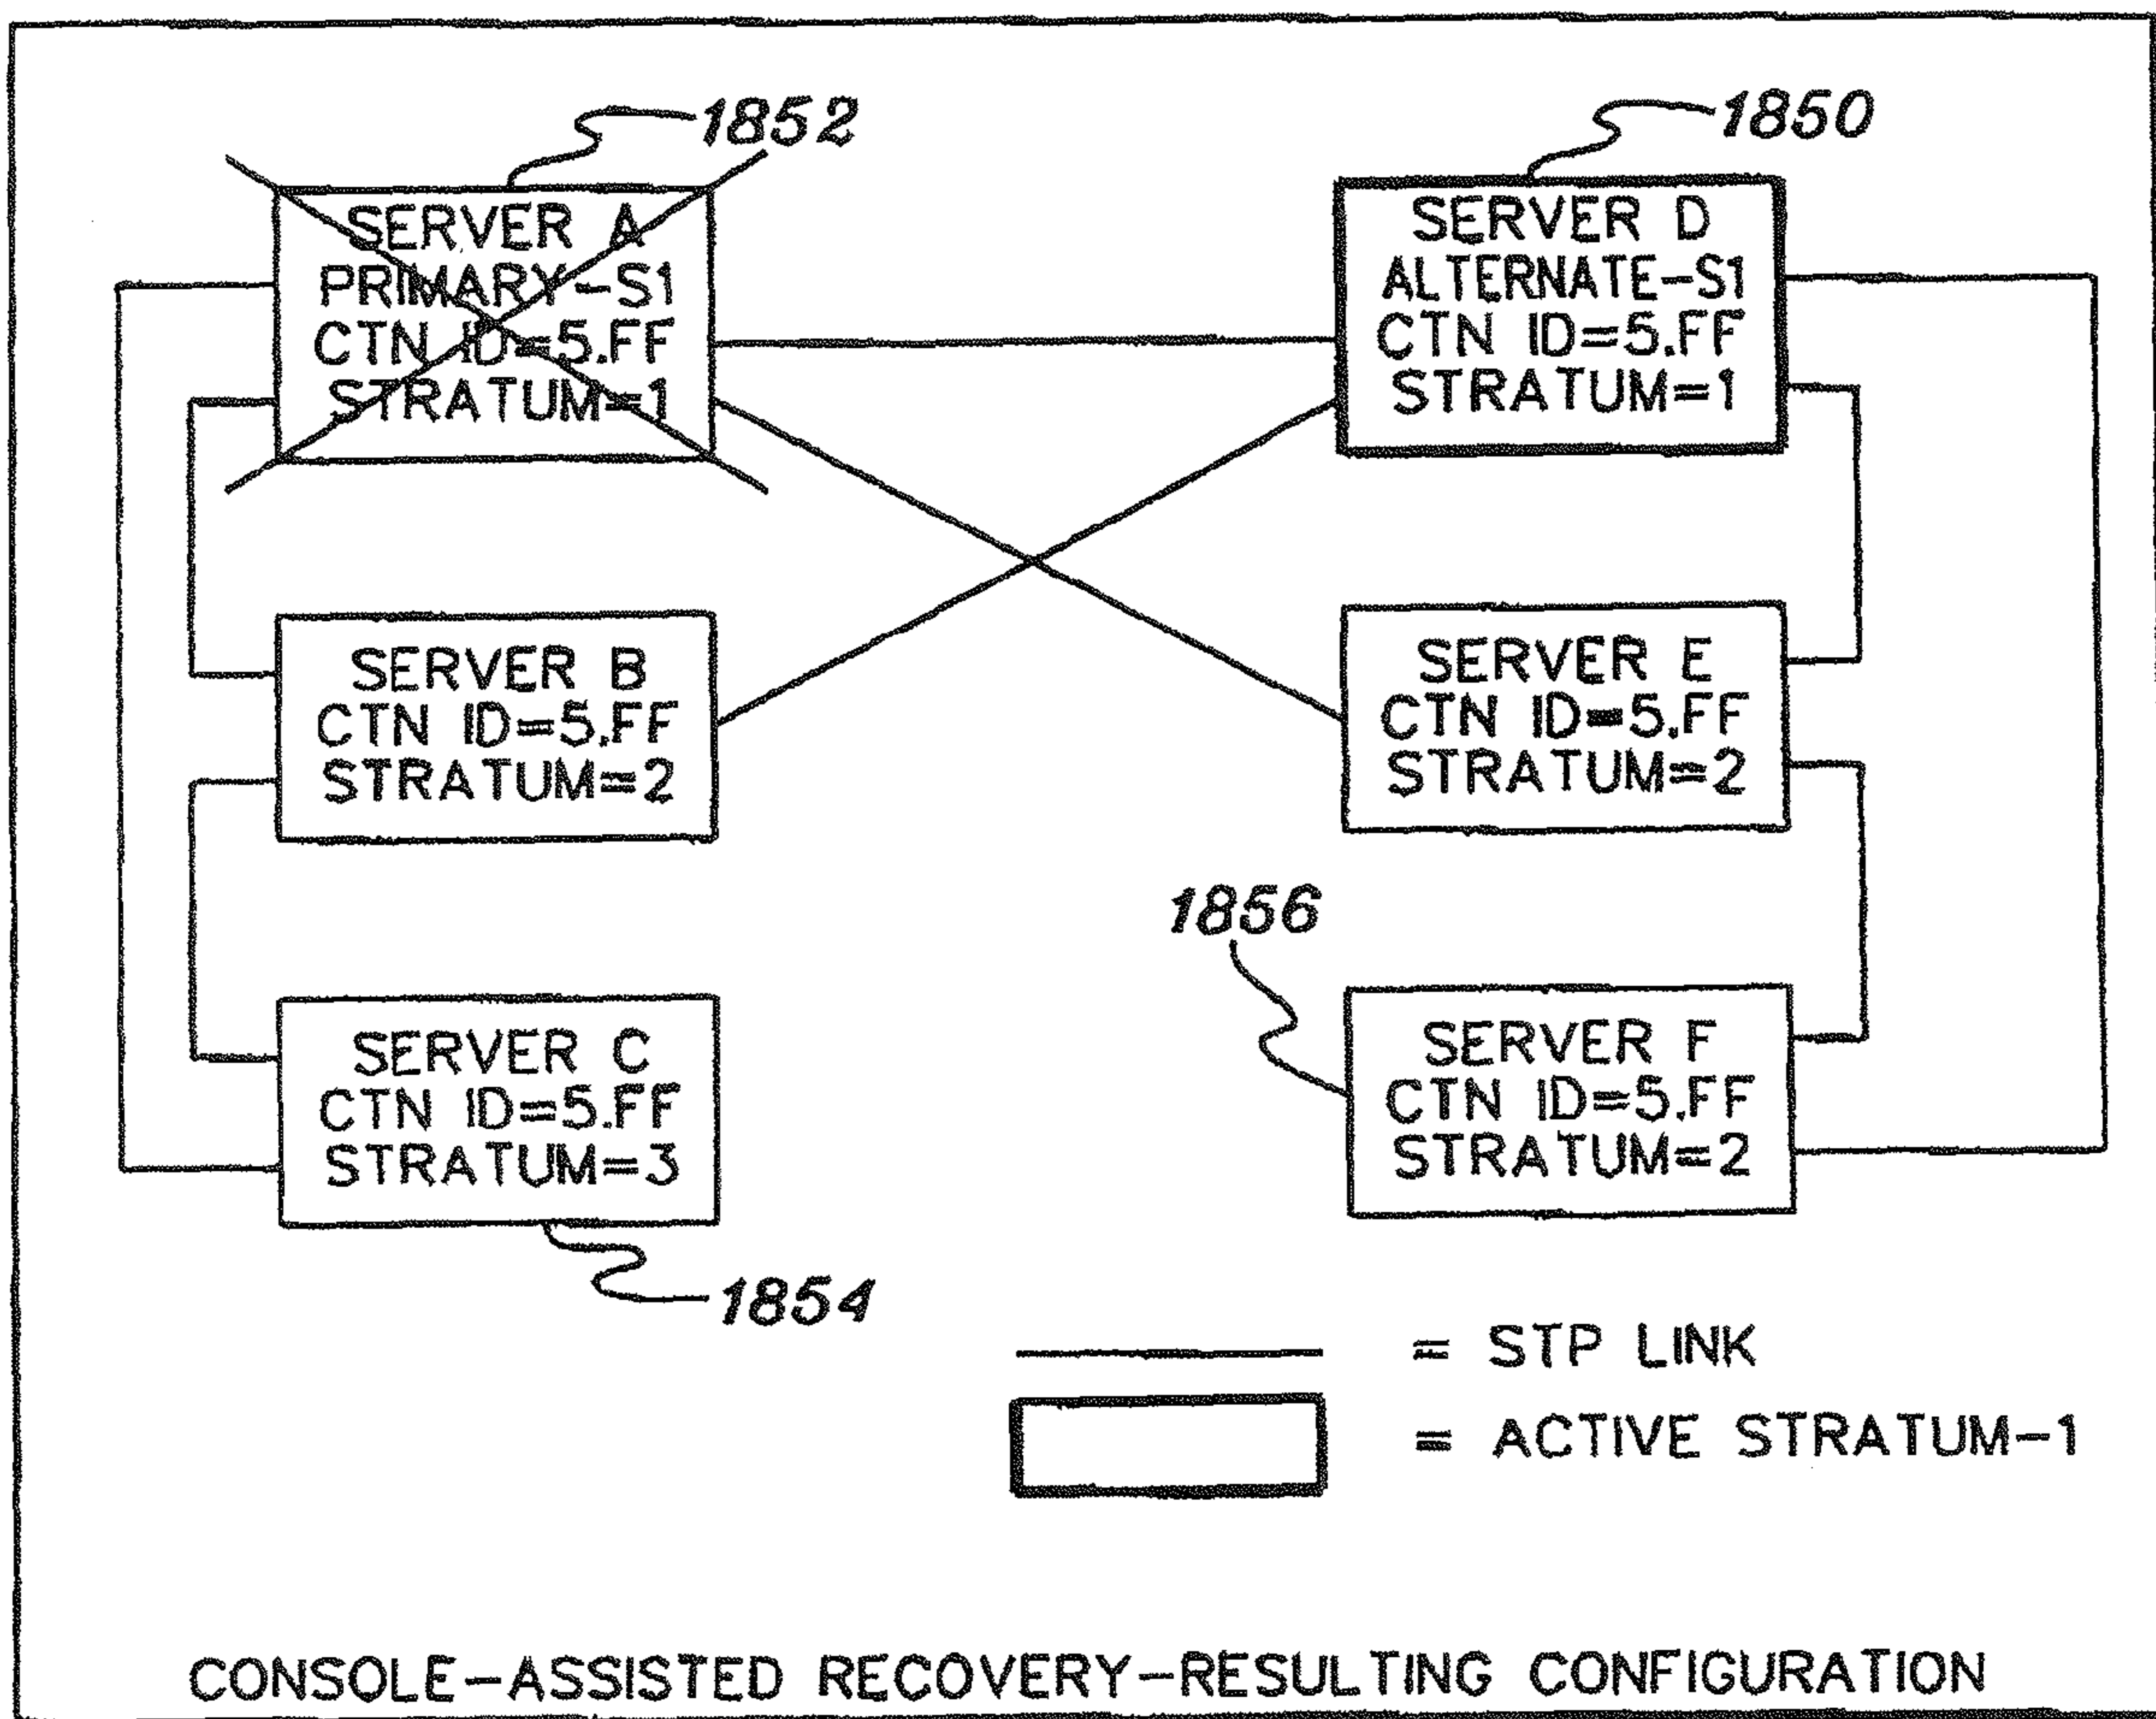 1852
1850
SERVER A
PRIMARY-S1
CTN ID=5.FF
STRATUM=1
SERVER D
ALTERNATE-S1
CTN ID=5.FF
STRATUM=1
SERVER B
CTN ID=5.FF
STRATUM=2
SERVER E
CTN ID=5.FF
STRATUM=2
1856
SERVER C
CTN ID=5.FF
STRATUM=3
SERVER F
CTN ID=5.FF
STRATUM=2
1854
= STP LINK
= ACTIVE STRATUM-1
CONSOLE-ASSISTED RECOVERY-RESULTING CONFIGURATION